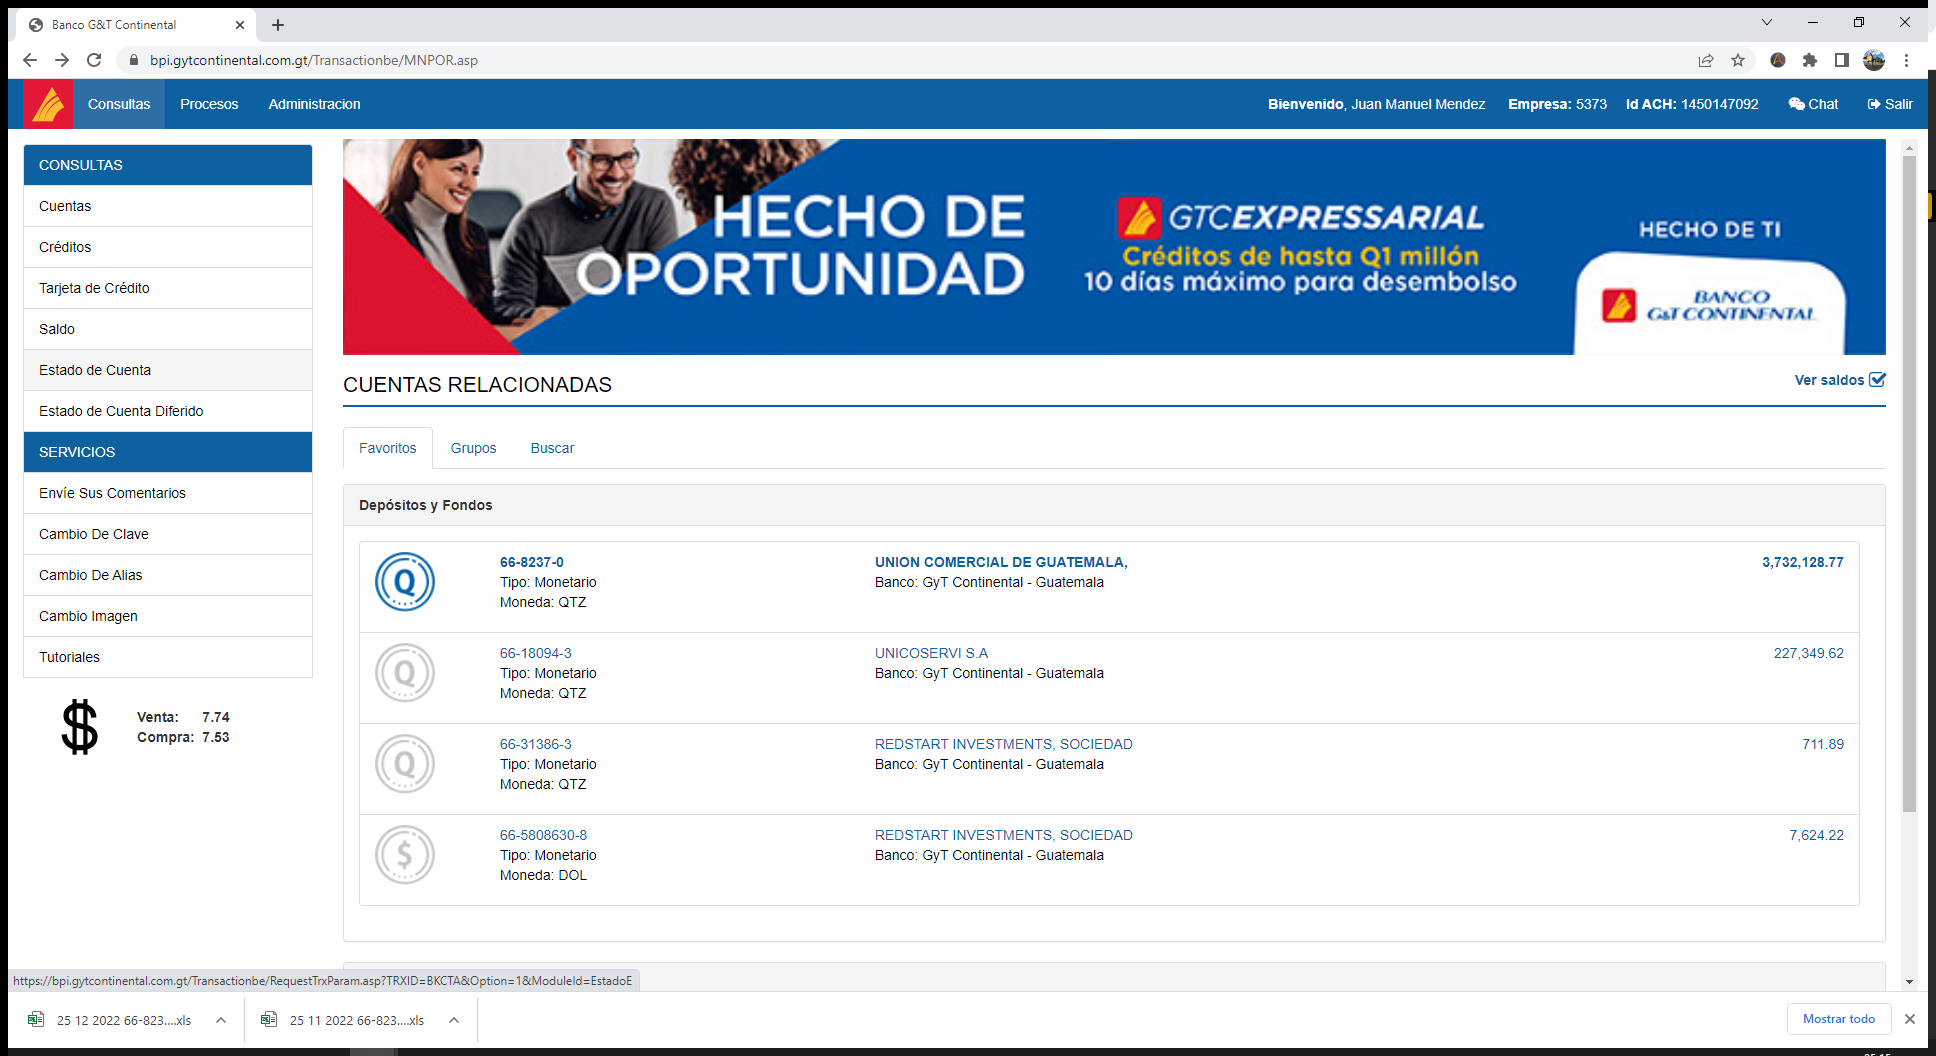 Banco G&T Continental
bpi.gytcontinental.com.gt/Transactionbe/MNPOR.asp
Consultas
Procesos
Administracion
Bienvenido, Juan Manuel Mendez
Empresa: 5373
Id ACH: 1450147092
Chat
Salir
CONSULTAS
Cuentas
Créditos
Tarjeta de Crédito
Saldo
Estado de Cuenta
Estado de Cuenta Diferido
SERVICIOS
Envíe Sus Comentarios
Cambio De Clave
Cambio De Alias
Cambio Imagen
Tutoriales
Venta: 7.74
Compra: 7.53
HECHO DE
OPORTUNIDAD
GTCEXPRESSARIAL
Créditos de hasta Q1 millón
10 días máximo para desembolso
HECHO DE TI
BANCO
G&T CONTINENTAL
CUENTAS RELACIONADAS
Ver saldos
Favoritos
Grupos
Buscar
Depósitos y Fondos
Q
66-8237-0
Tipo: Monetario
Moneda: QTZ
UNION COMERCIAL DE GUATEMALA,
Banco: GyT Continental - Guatemala
3,732,128.77
Q
66-18094-3
Tipo: Monetario
Moneda: QTZ
UNICOSERVI S.A
Banco: GyT Continental - Guatemala
227,349.62
Q
66-31386-3
Tipo: Monetario
Moneda: QTZ
REDSTART INVESTMENTS, SOCIEDAD
Banco: GyT Continental - Guatemala
711.89
$
66-5808630-8
Tipo: Monetario
Moneda: DOL
REDSTART INVESTMENTS, SOCIEDAD
Banco: GyT Continental - Guatemala
7,624.22
https://bpi.gytcontinental.com.gt/Transactionbe/RequestTrxParam.asp?TRXID=BKCTA&Option=1&ModuleId=EstadoE
25 12 2022 66-823....xls
25 11 2022 66-823....xls
Mostrar todo